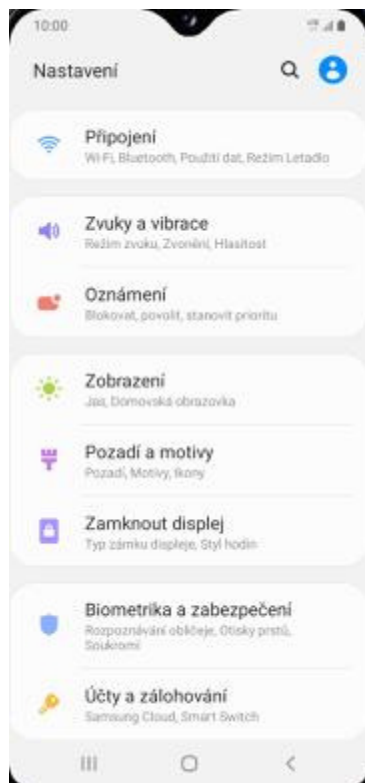 10:00
Nastavení
Připojení
Wi-Fi, Bluetooth, Použití dat, Režim Letadlo
Zvuky a vibrace
Režim zvuku, Zvonění, Hlasitost
Oznámení
Blokovat, povolit, stanovit prioritu
Zobrazení
Jas, Domovská obrazovka
Pozadí a motivy
Pozadí, Motivy, Ikony
Zamknout displej
Typ zámku displeje, Styl hodin
Biometrika a zabezpečení
Rozpoznávání obličeje, Otisky prstů,
Soukromí
Účty a zálohování
Samsung Cloud, Smart Switch